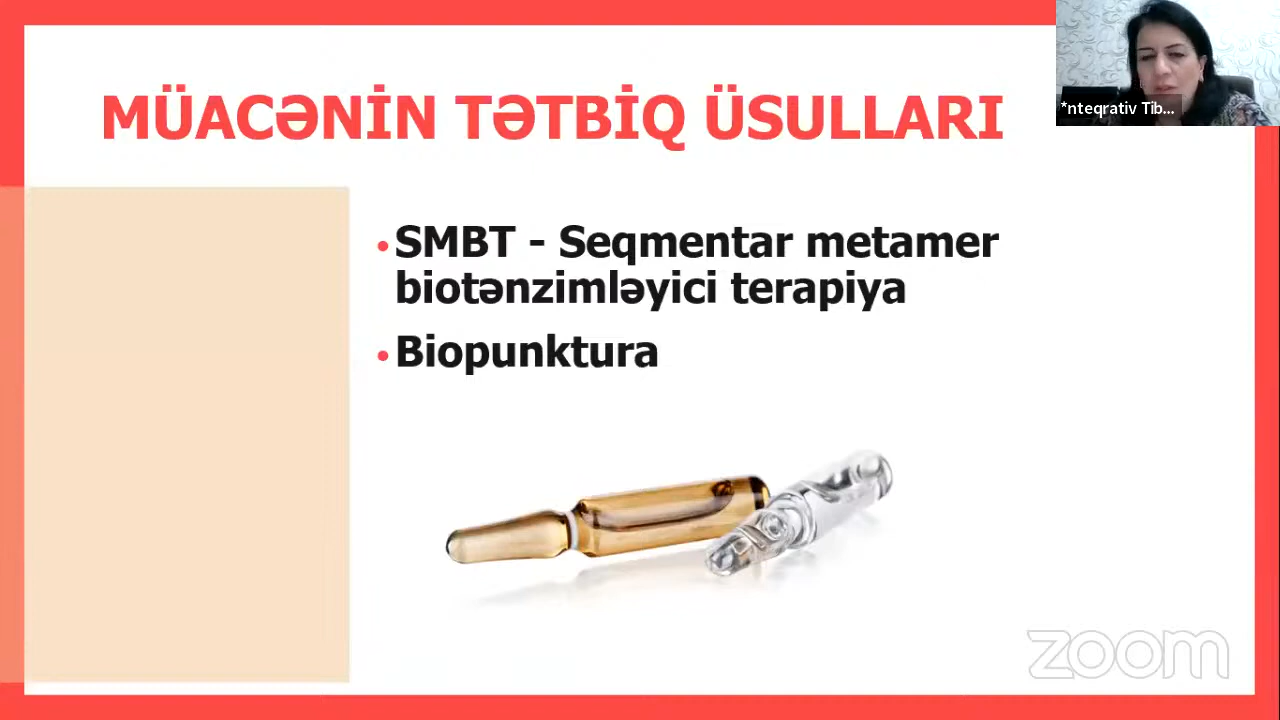 *nteqrativ Tib...
MÜACƏNİN TƏTBİQ ÜSULLARI
• SMBT - Seqmentar metamer
biotənzimləyici terapiya
• Biopunktura
zoom